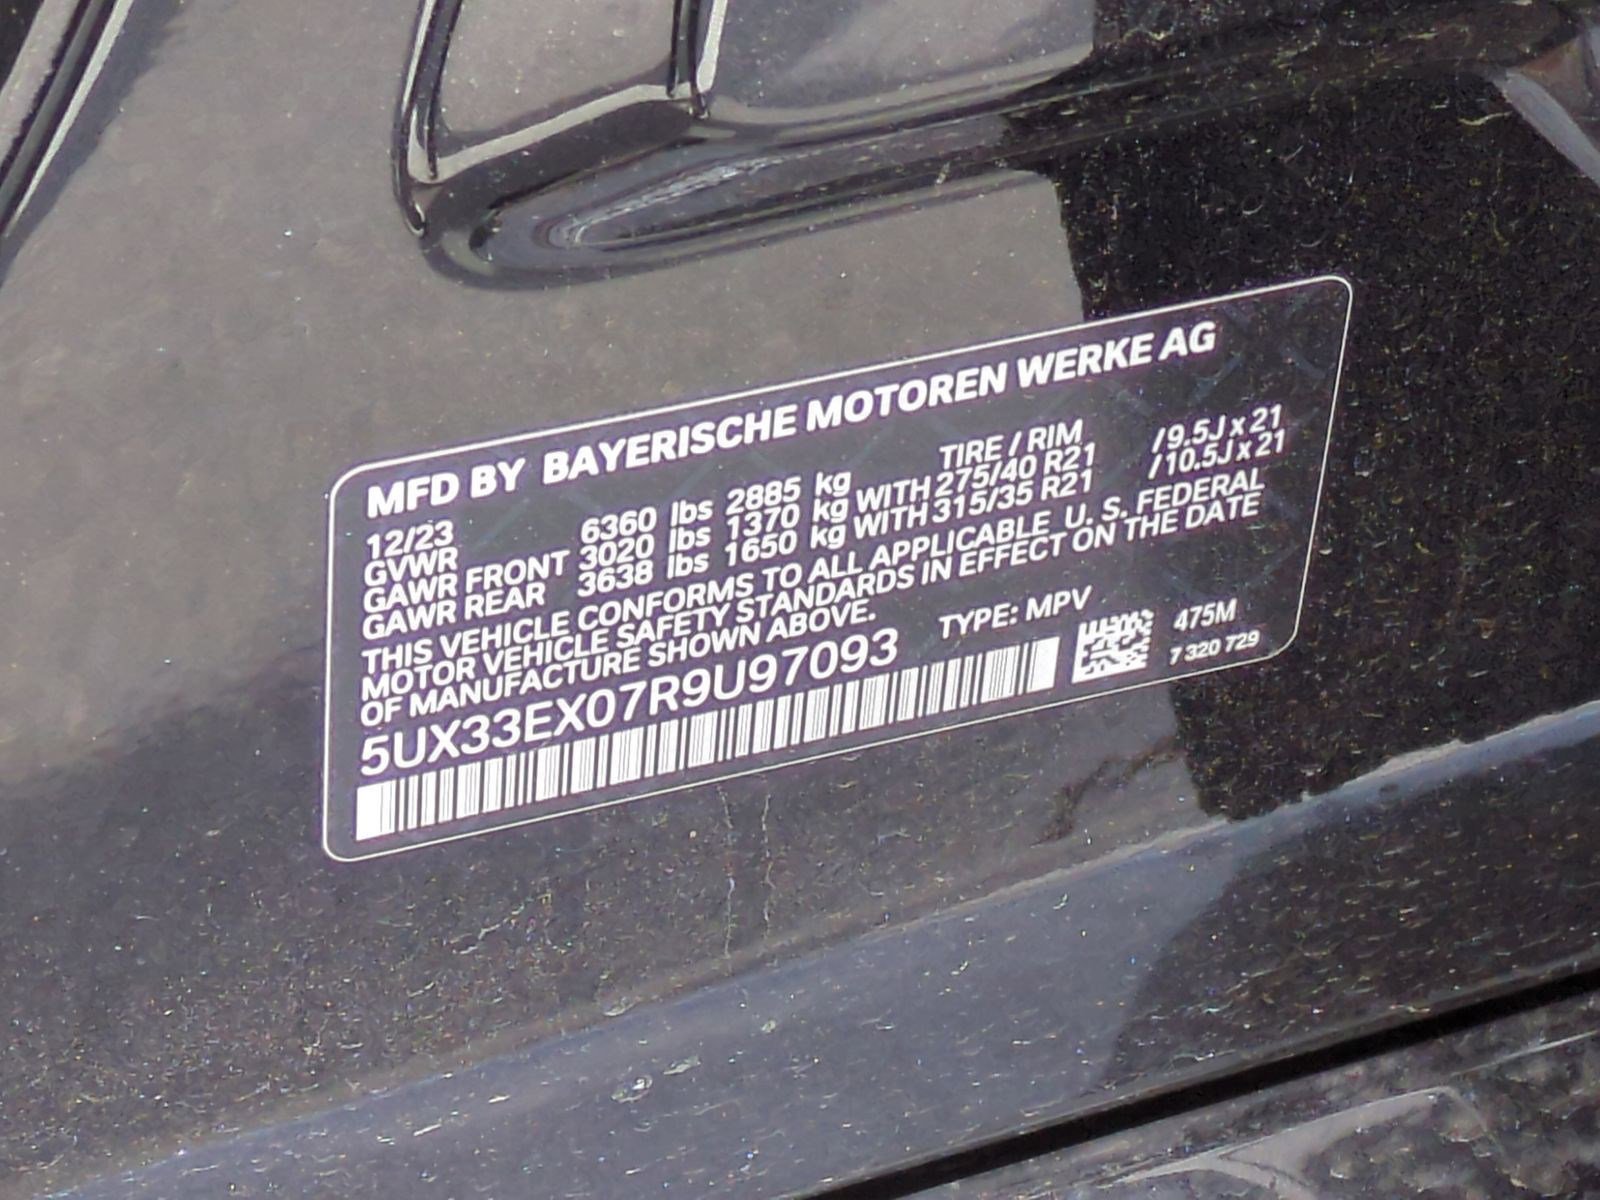 MFD BY BAYERISCHE MOTOREN WERKE AG
12/23 TIRE / RIM
GVWR 6360 lbs 2885 kg
GAWR FRONT 3020 lbs 1370 kg WITH 275/40 R21 /9.5J x 21
GAWR REAR 3638 lbs 1650 kg WITH 315/35 R21 /10.5J x 21
THIS VEHICLE CONFORMS TO ALL APPLICABLE U. S. FEDERAL
MOTOR VEHICLE SAFETY STANDARDS IN EFFECT ON THE DATE
OF MANUFACTURE SHOWN ABOVE.
5UX33EX07R9U97093 TYPE: MPV
475M
7 320 729